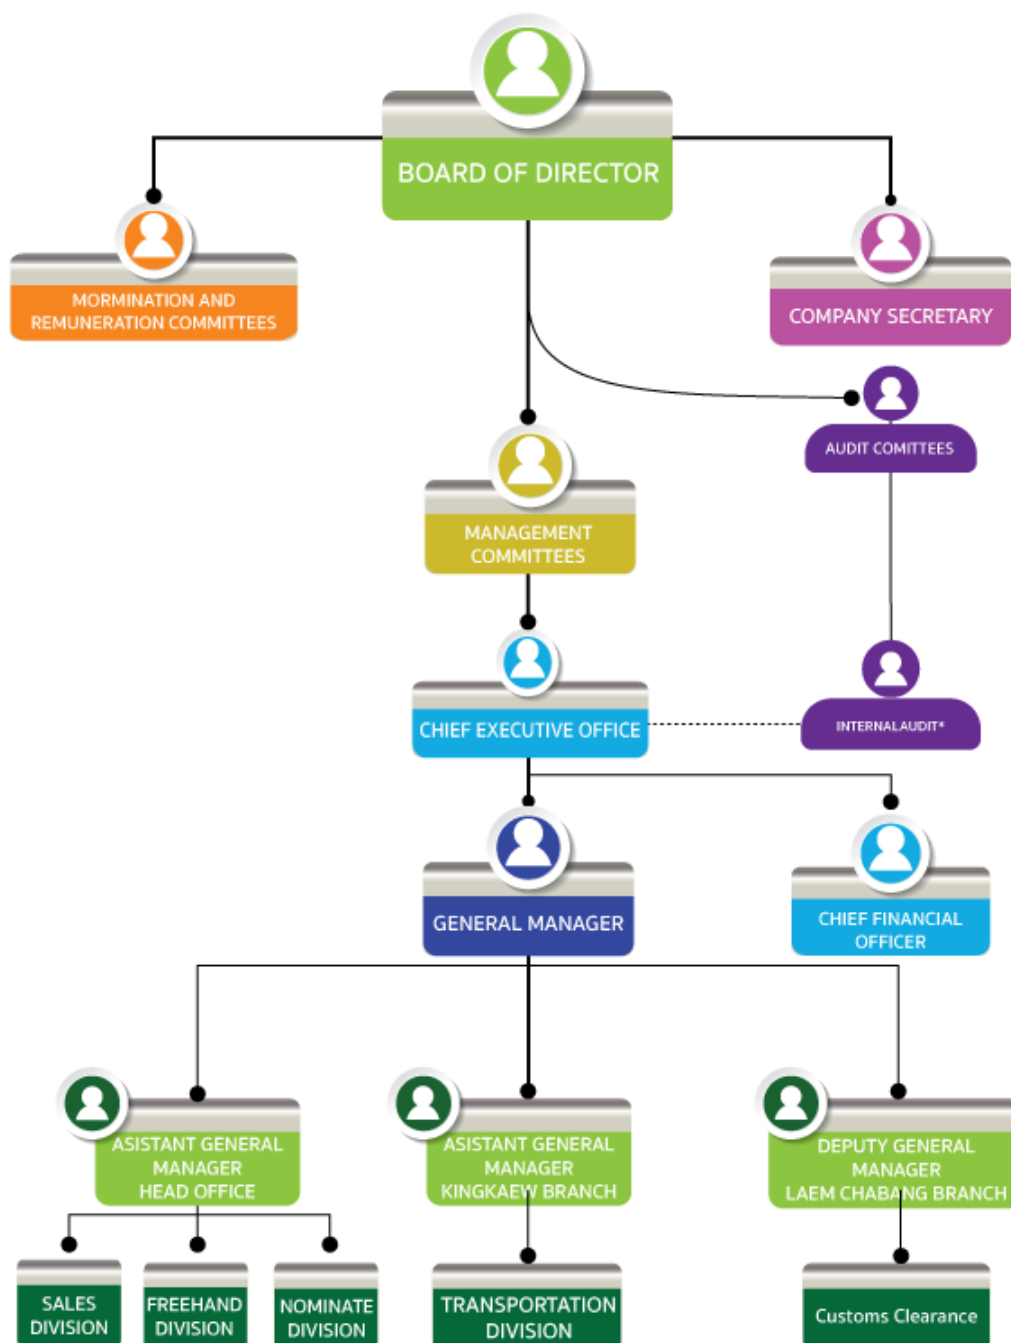 BOARD OF DIRECTOR
MORMINATION AND
REMUNERATION COMMITTEES
COMPANY SECRETARY
AUDIT COMITTEES
MANAGEMENT
COMMITTEES
CHIEF EXECUTIVE OFFICE
INTERNALAUDIT*
GENERAL MANAGER
CHIEF FINANCIAL
OFFICER
ASISTANT GENERAL
MANAGER
HEAD OFFICE
ASISTANT GENERAL
MANAGER
KINGKAEW BRANCH
DEPUTY GENERAL
MANAGER
LAEM CHABANG BRANCH
SALES
DIVISION
FREEHAND
DIVISION
NOMINATE
DIVISION
TRANSPORTATION
DIVISION
Customs Clearance